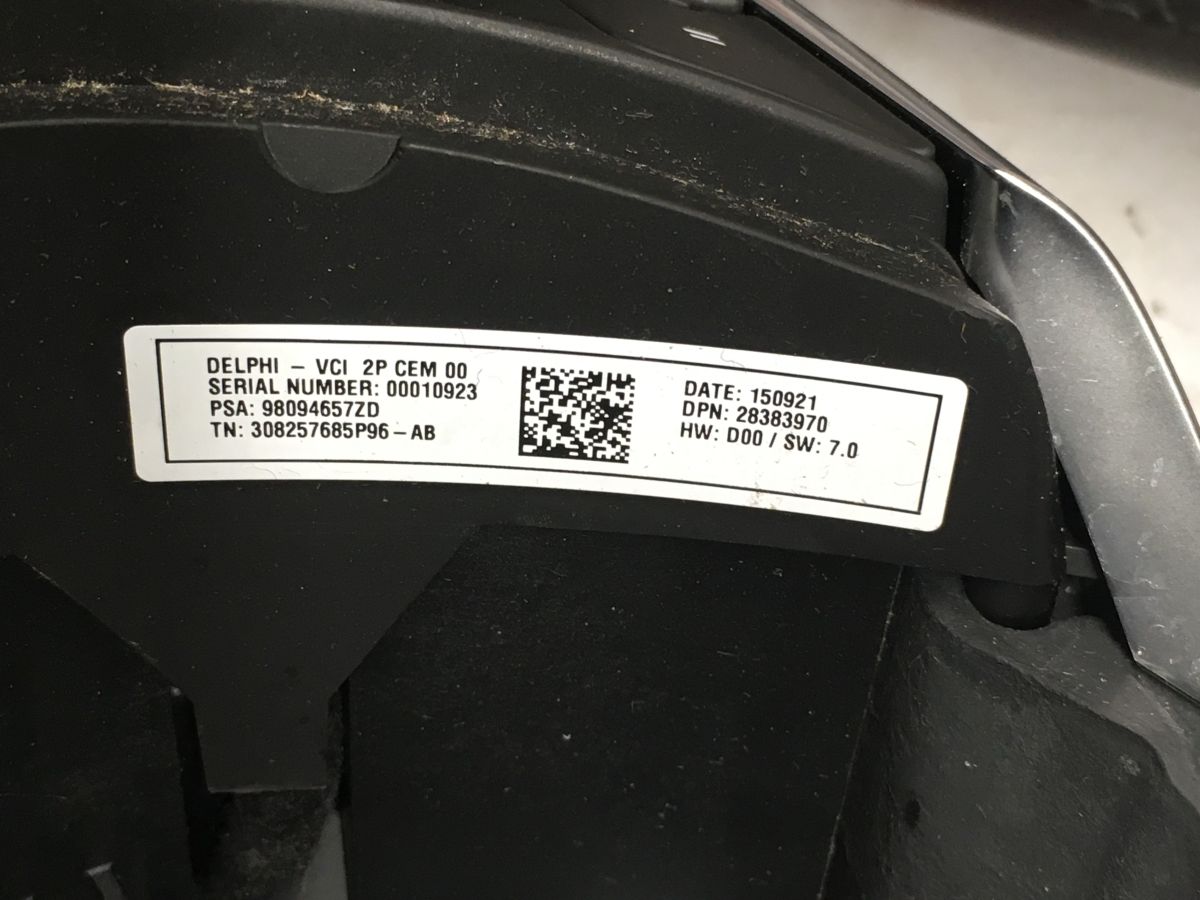 DELPHI - VCI 2P CEM 00
SERIAL NUMBER: 00010923
PSA: 98094657ZD
TN: 308257685P96-AB
DATE: 150921
DPN: 28383970
HW: D00 / SW: 7.0